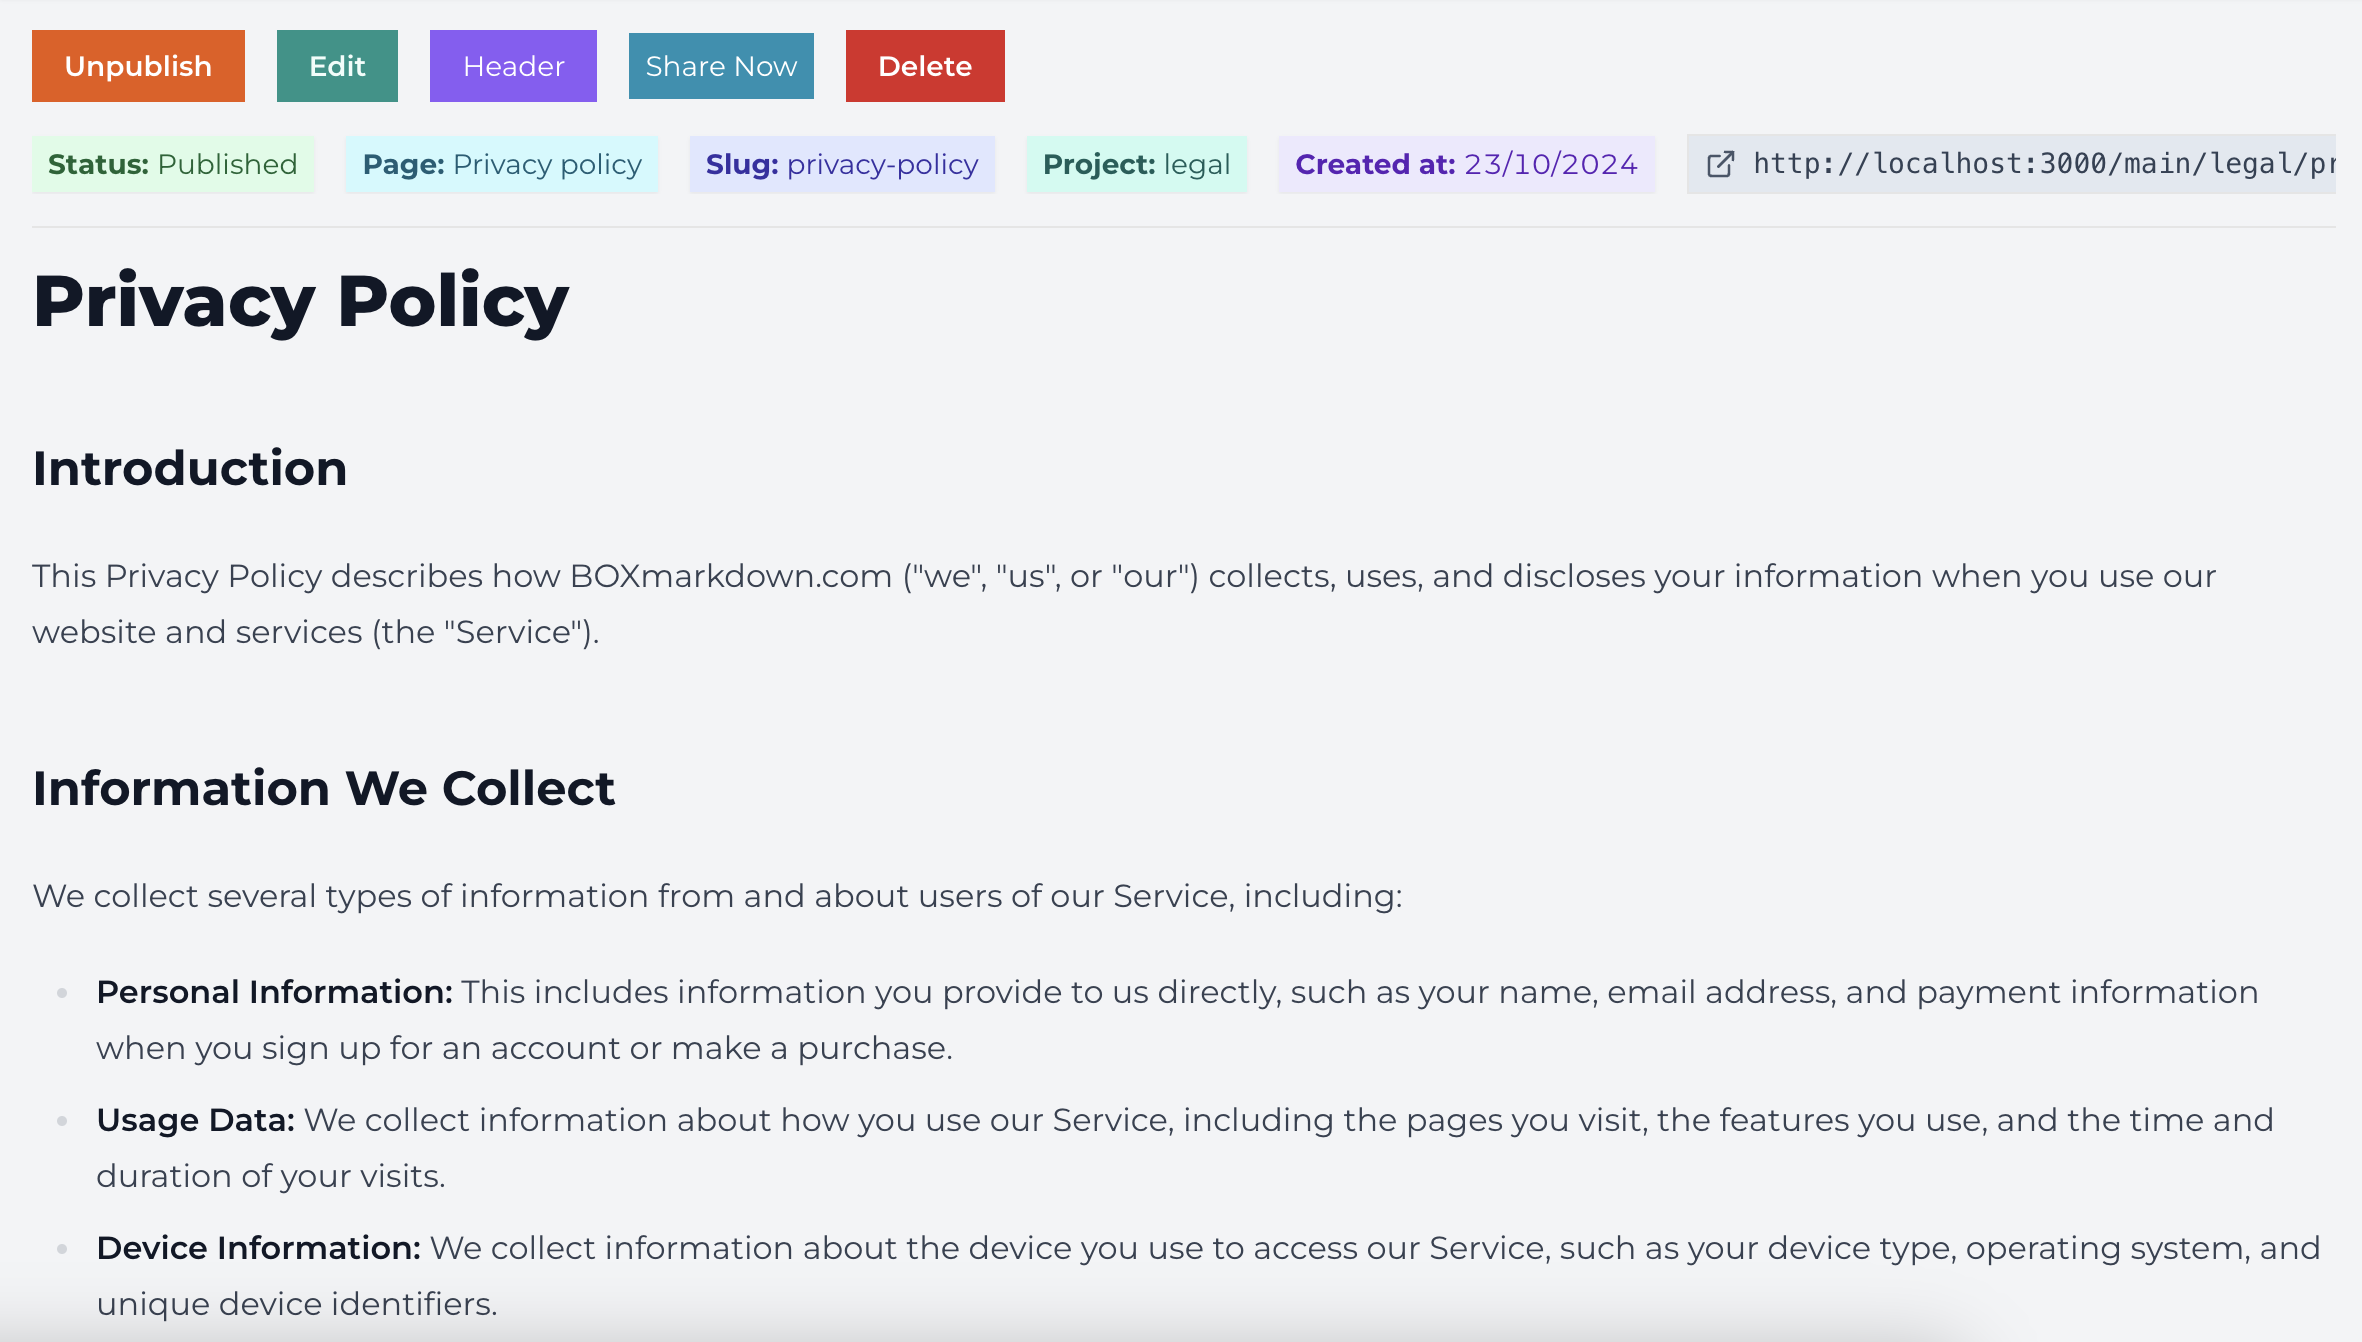 Unpublish Edit Header Share Now Delete
Status: Published Page: Privacy policy Slug: privacy-policy Project: legal Created at: 23/10/2024 http://localhost:3000/main/legal/pr
Privacy Policy
Introduction
This Privacy Policy describes how BOXmarkdown.com ("we", "us", or "our") collects, uses, and discloses your information when you use our
website and services (the "Service").
Information We Collect
We collect several types of information from and about users of our Service, including:
Personal Information: This includes information you provide to us directly, such as your name, email address, and payment information
when you sign up for an account or make a purchase.
Usage Data: We collect information about how you use our Service, including the pages you visit, the features you use, and the time and
duration of your visits.
Device Information: We collect information about the device you use to access our Service, such as your device type, operating system, and
unique device identifiers.